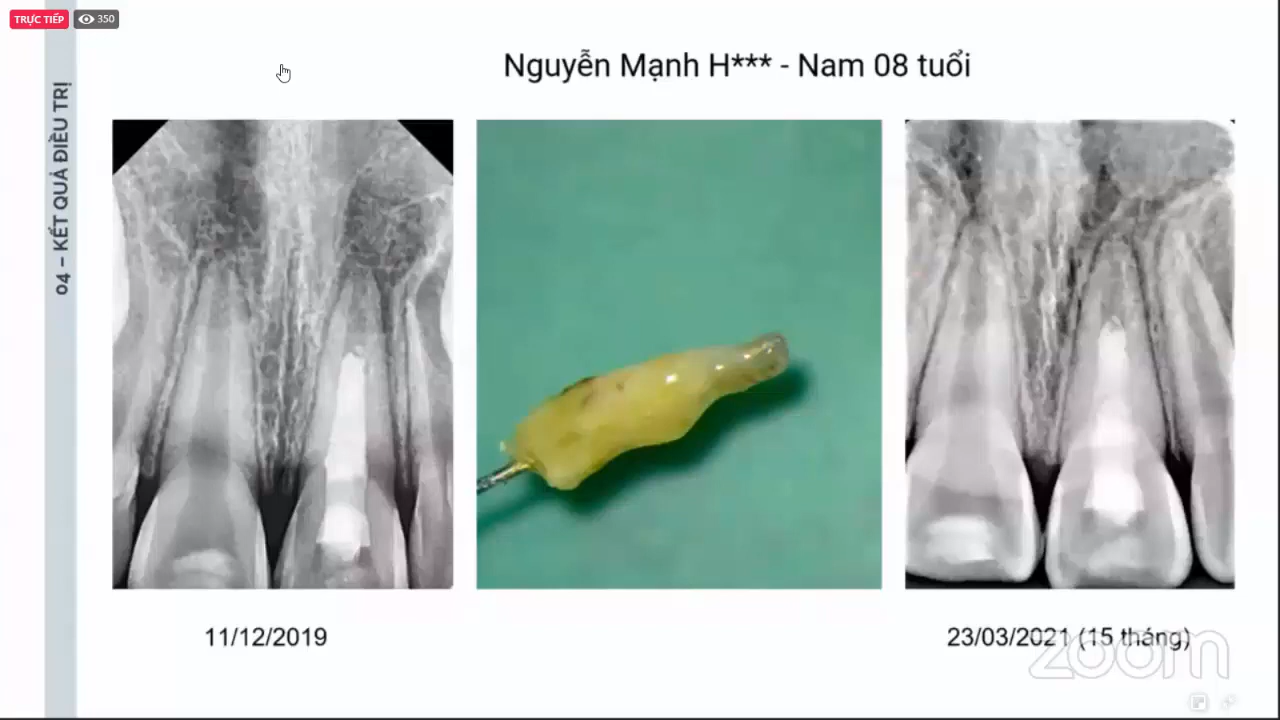 TRỰC TIẾP
350
04 – KẾT QUẢ ĐIỀU TRỊ
Nguyễn Mạnh H*** - Nam 08 tuổi
11/12/2019
23/03/2021 (15 tháng)
zoom